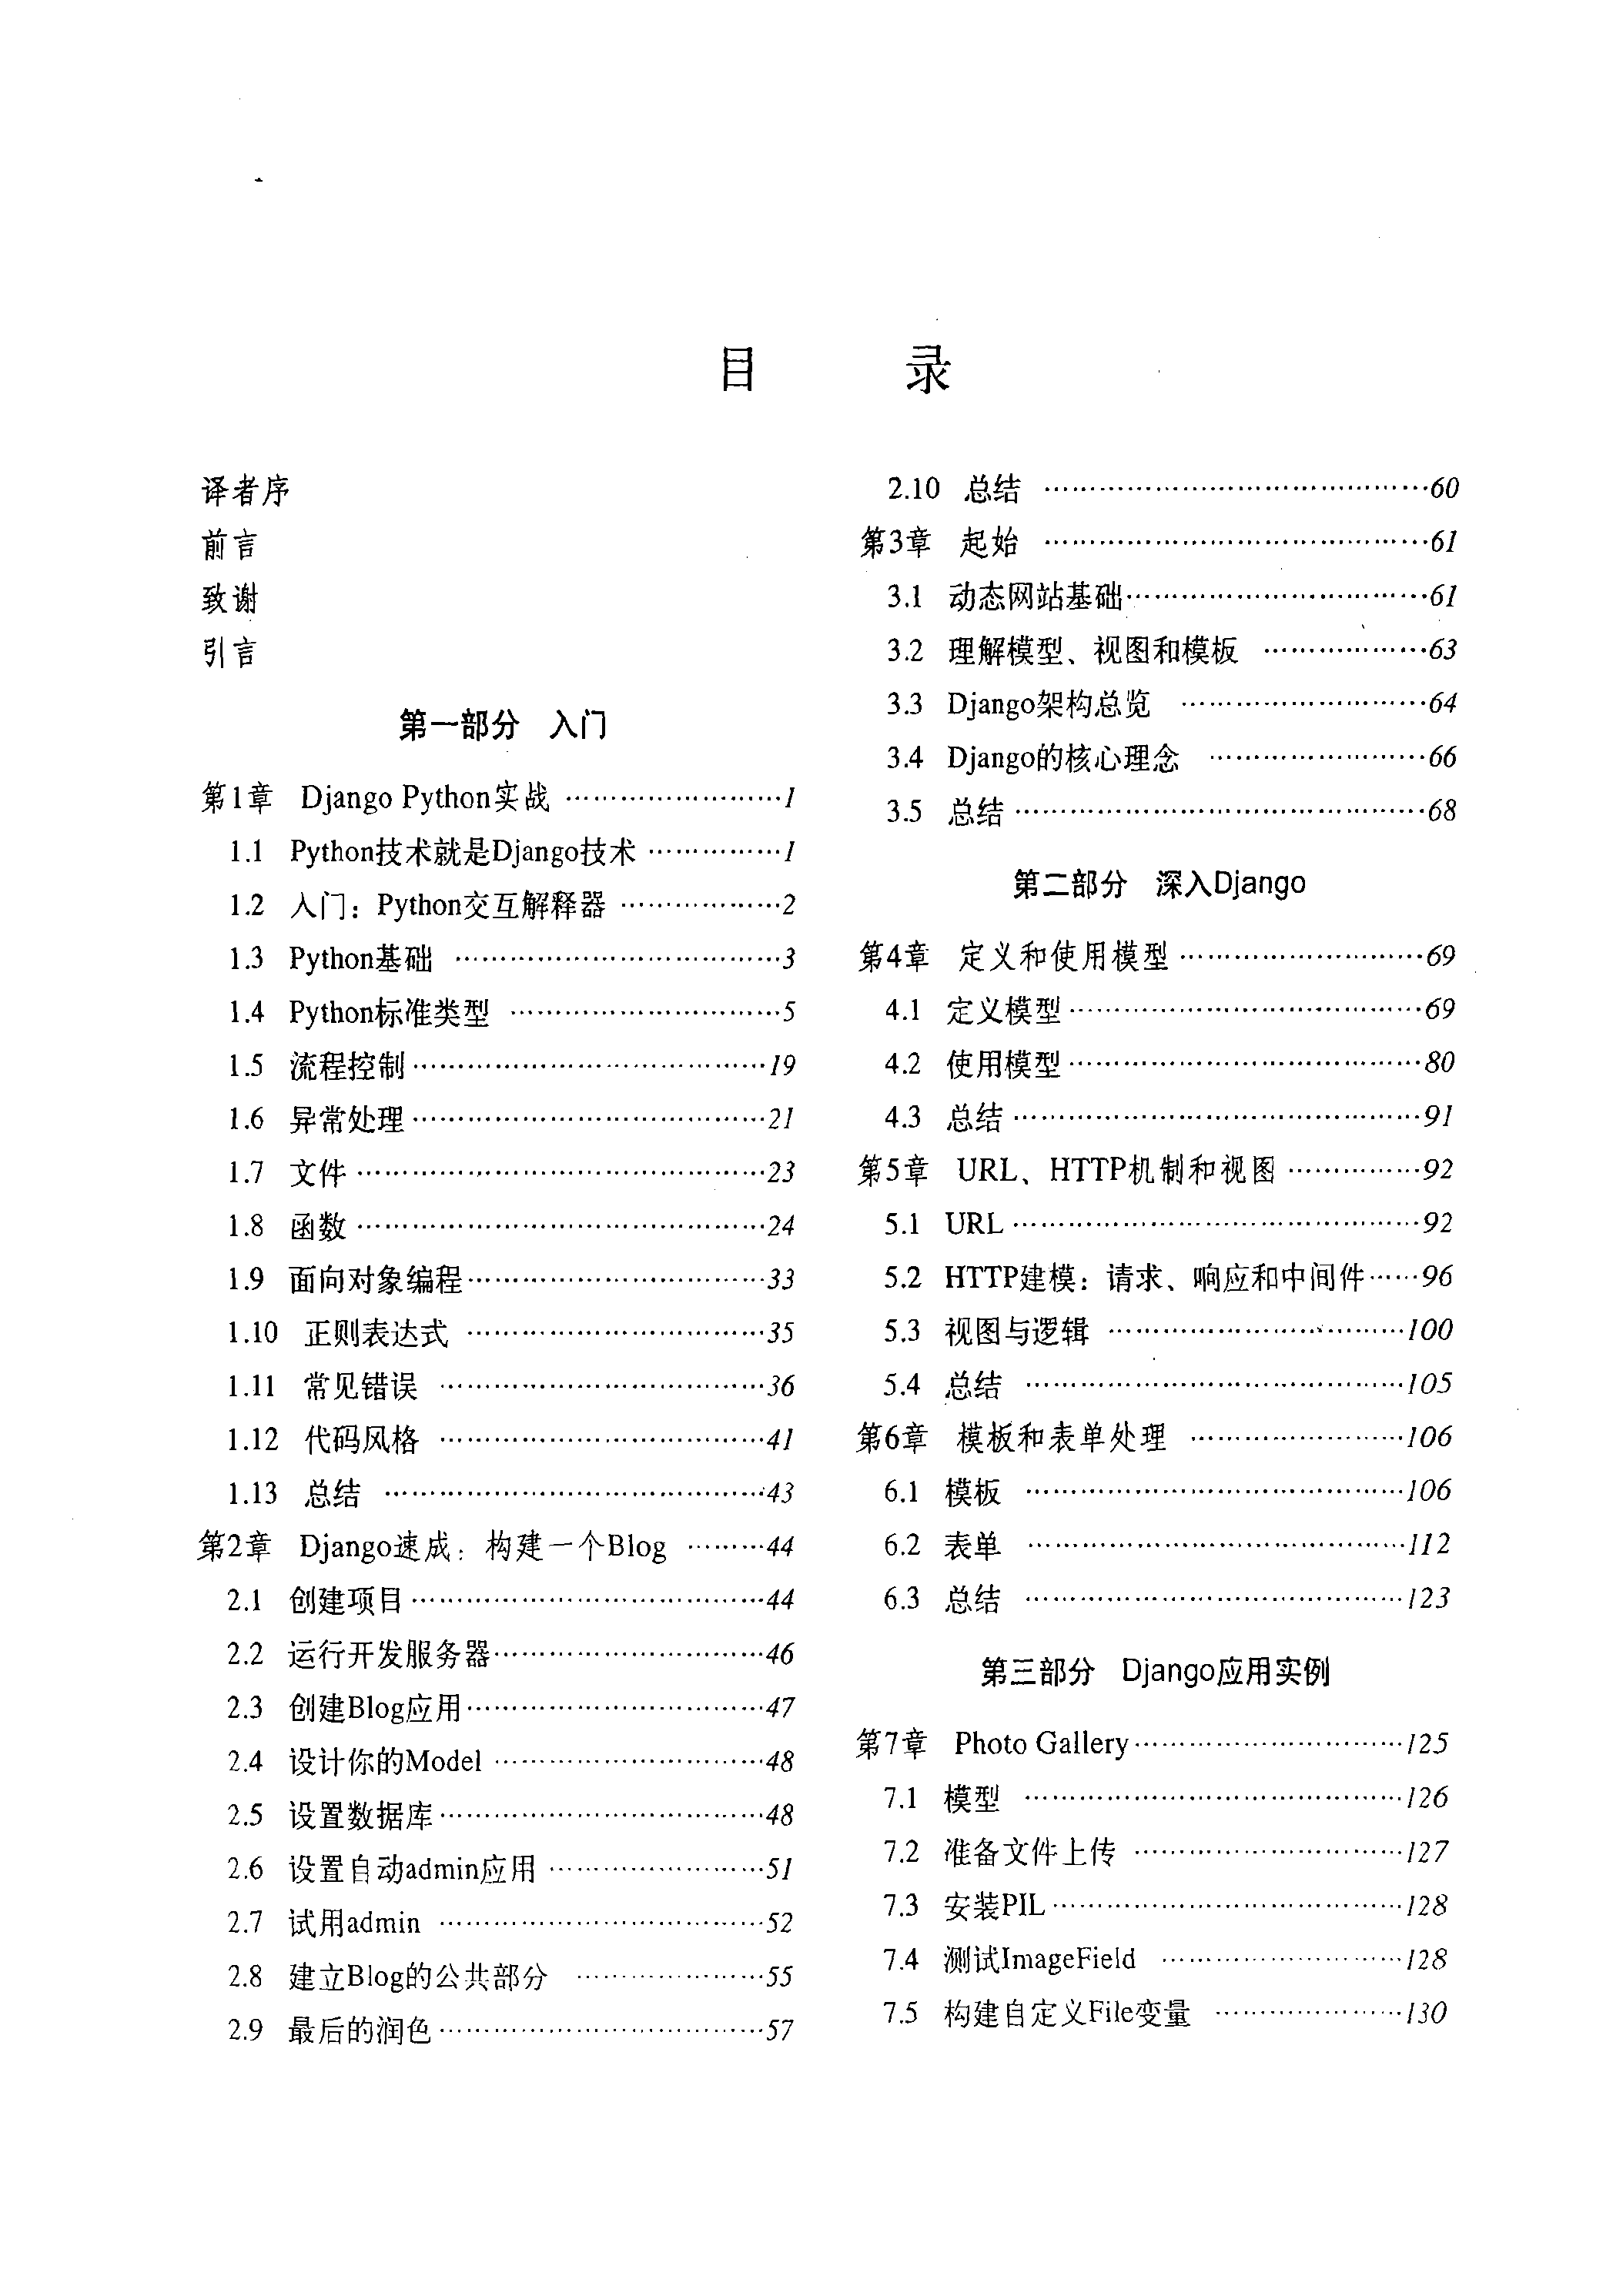 目 录
译者序
前言
致谢
引言
第一部分 入门
第1章 Django Python实战 ……………………1
1.1 Python技术就是Django技术 ……………1
1.2 入门：Python交互解释器 ………………2
1.3 Python基础 ………………………………3
1.4 Python标准类型 …………………………5
1.5 流程控制…………………………………19
1.6 异常处理…………………………………21
1.7 文件………………………………………23
1.8 函数………………………………………24
1.9 面向对象编程……………………………33
1.10 正则表达式 ……………………………35
1.11 常见错误 ………………………………36
1.12 代码风格 ………………………………41
1.13 总结 ……………………………………43
第2章 Django速成：构建一个Blog ………44
2.1 创建项目…………………………………44
2.2 运行开发服务器…………………………46
2.3 创建Blog应用……………………………47
2.4 设计你的Model …………………………48
2.5 设置数据库………………………………48
2.6 设置自动admin应用 ……………………51
2.7 试用admin ………………………………52
2.8 建立Blog的公共部分 …………………55
2.9 最后的润色………………………………57
2.10 总结 ……………………………………60
第3章 起始 ……………………………………61
3.1 动态网站基础……………………………61
3.2 理解模型、视图和模板 ………………63
3.3 Django架构总览 ………………………64
3.4 Django的核心理念 ……………………66
3.5 总结………………………………………68
第二部分 深入Django
第4章 定义和使用模型………………………69
4.1 定义模型…………………………………69
4.2 使用模型…………………………………80
4.3 总结………………………………………91
第5章 URL、HTTP机制和视图 ……………92
5.1 URL………………………………………92
5.2 HTTP建模：请求、响应和中间件……96
5.3 视图与逻辑 ……………………………100
5.4 总结 ……………………………………105
第6章 模板和表单处理 ……………………106
6.1 模板 ……………………………………106
6.2 表单 ……………………………………112
6.3 总结 ……………………………………123
第三部分 Django应用实例
第7章 Photo Gallery…………………………125
7.1 模型 ……………………………………126
7.2 准备文件上传 …………………………127
7.3 安装PIL…………………………………128
7.4 测试ImageField ………………………128
7.5 构建自定义File变量 …………………130